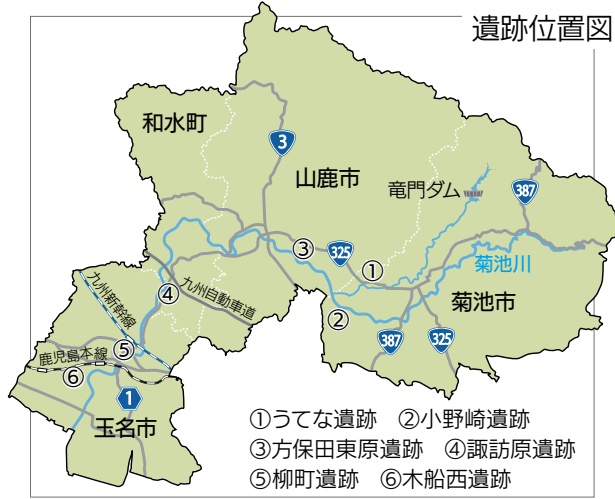 遺跡位置図
和水町
3
山鹿市
竜門ダム
387
325
③
①
菊池川
九州新幹線
④
九州自動車道
②
菊池市
鹿児島本線
⑤
⑥
387
325
1
玉名市
①うてな遺跡 ②小野崎遺跡
③方保田東原遺跡 ④諏訪原遺跡
⑤柳町遺跡 ⑥木船西遺跡